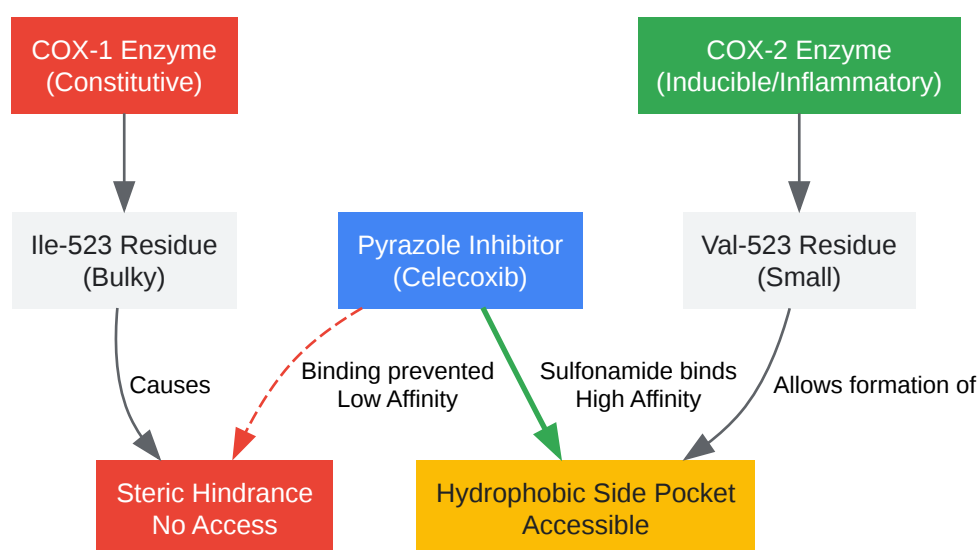 COX-1 Enzyme
(Constitutive)
COX-2 Enzyme
(Inducible/Inflammatory)
Ile-523 Residue
(Bulky)
Pyrazole Inhibitor
(Celecoxib)
Val-523 Residue
(Small)
Causes
Binding prevented
Low Affinity
Sulfonamide binds
High Affinity
Allows formation of
Steric Hindrance
No Access
Hydrophobic Side Pocket
Accessible